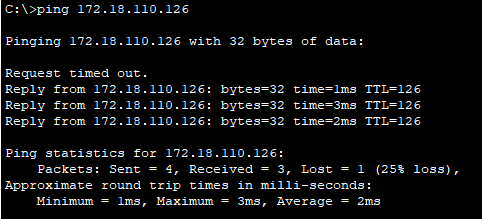 C:\>ping 172.18.110.126
Pinging 172.18.110.126 with 32 bytes of data:
Request timed out.
Reply from 172.18.110.126: bytes=32 time=1ms TTL=126
Reply from 172.18.110.126: bytes=32 time=3ms TTL=126
Reply from 172.18.110.126: bytes=32 time=2ms TTL=126
Ping statistics for 172.18.110.126:
    Packets: Sent = 4, Received = 3, Lost = 1 (25% loss),
Approximate round trip times in milli-seconds:
    Minimum = 1ms, Maximum = 3ms, Average = 2ms